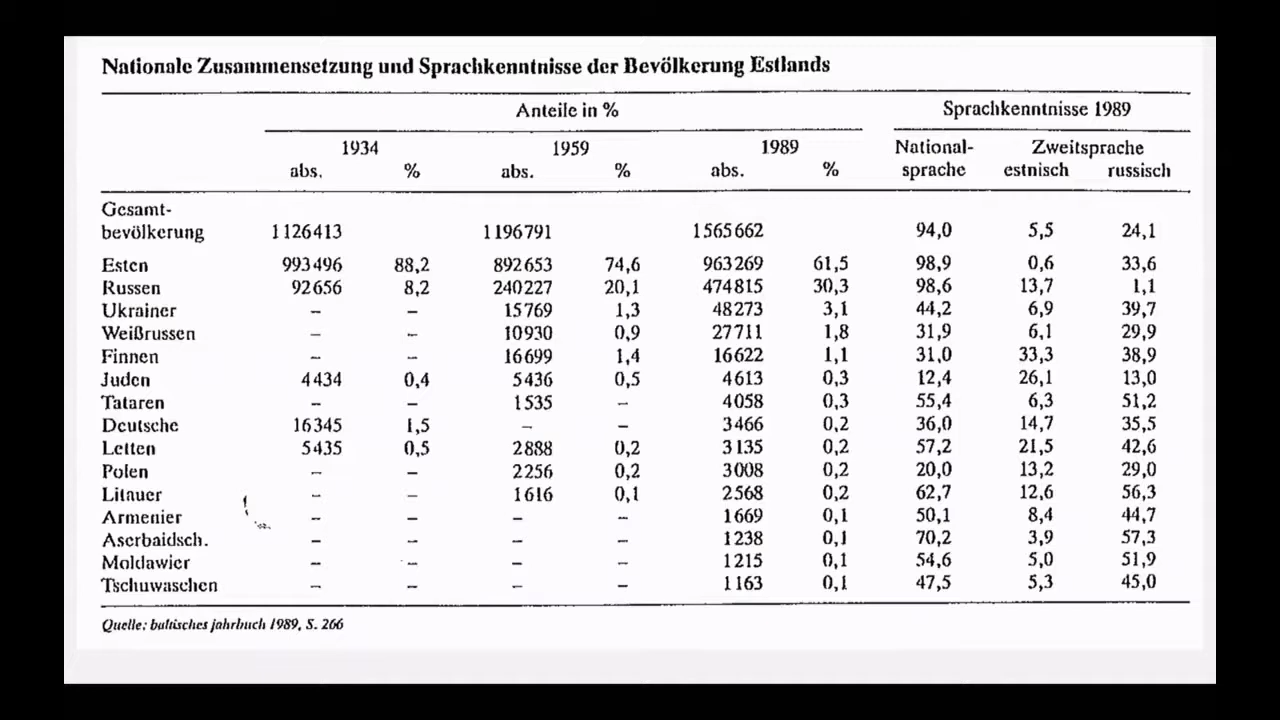 Nationale Zusammensetzung und Sprachkenntnisse der Bevölkerung Estlands
Anteile in % Sprachkenntnisse 1989
1934 1959 1989 National- Zweitsprache
abs. % abs. % abs. % sprache estnisch russisch
Gesamt-
bevölkerung 1126413 1196791 1565662 94,0 5,5 24,1
Esten 993496 88,2 892653 74,6 963269 61,5 98,9 0,6 33,6
Russen 92656 8,2 240227 20,1 474815 30,3 98,6 13,7 1,1
Ukrainer – – 15769 1,3 48273 3,1 44,2 6,9 39,7
Weißrussen – – 10930 0,9 27711 1,8 31,9 6,1 29,9
Finnen – – 16699 1,4 16622 1,1 31,0 33,3 38,9
Juden 4434 0,4 5436 0,5 4613 0,3 12,4 26,1 13,0
Tataren – – 1535 – 4058 0,3 55,4 6,3 51,2
Deutsche 16345 1,5 – – 3466 0,2 36,0 14,7 35,5
Letten 5435 0,5 2888 0,2 3135 0,2 57,2 21,5 42,6
Polen – – 2256 0,2 3008 0,2 20,0 13,2 29,0
Litauer – – 1616 0,1 2568 0,2 62,7 12,6 56,3
Armenier – – – – 1669 0,1 50,1 8,4 44,7
Aserbaidsch. – – – – 1238 0,1 70,2 3,9 57,3
Moldawier – – – – 1215 0,1 54,6 5,0 51,9
Tschuwaschen – – – – 1163 0,1 47,5 5,3 45,0
Quelle: baltisches jahrbuch 1989, S. 266